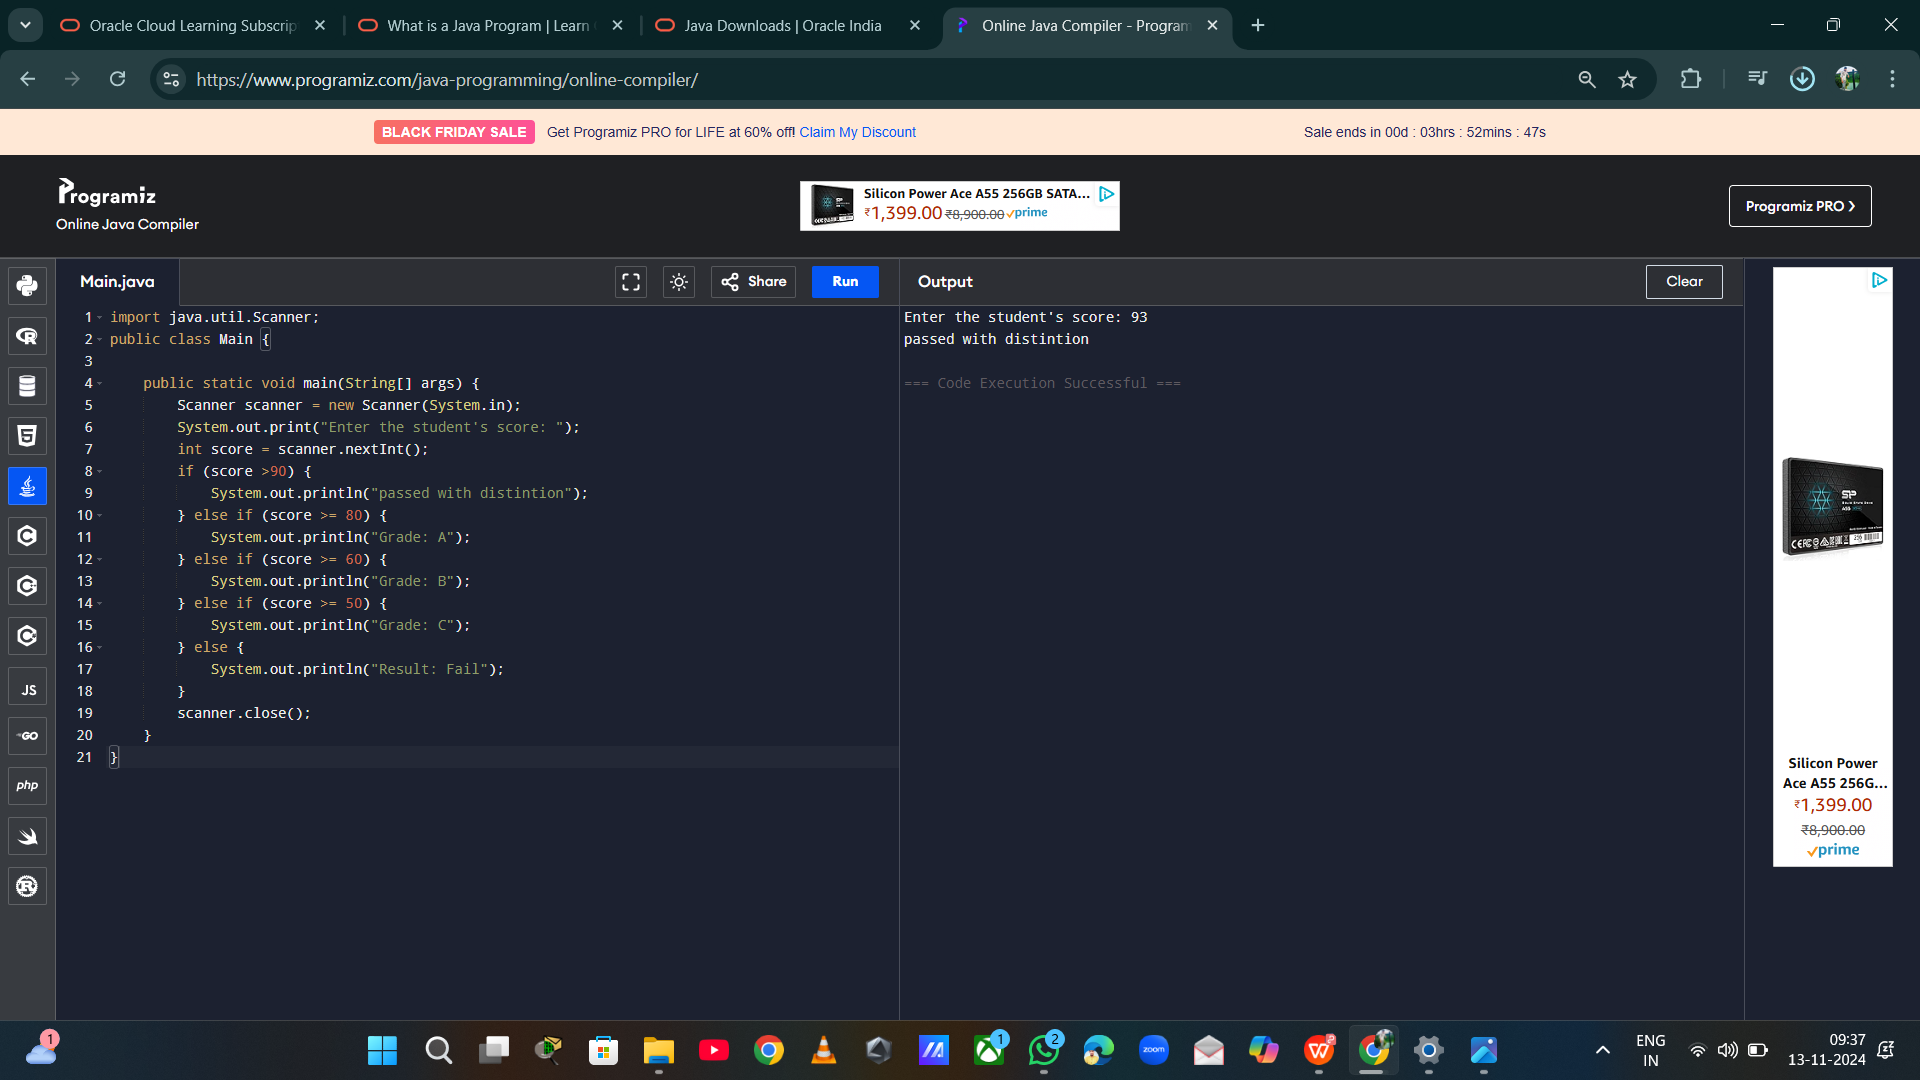 Oracle Cloud Learning Subscrip
What is a Java Program | Learn
Java Downloads | Oracle India
Online Java Compiler - Program
https://www.programiz.com/java-programming/online-compiler/
BLACK FRIDAY SALE Get Programiz PRO for LIFE at 60% off! Claim My Discount Sale ends in 00d : 03hrs : 52mins : 47s
Programiz
Online Java Compiler
Silicon Power Ace A55 256GB SATA...
₹1,399.00 ₹8,900.00 prime
Programiz PRO
Main.java
Share
Run
Output
Clear
1 import java.util.Scanner;
2 public class Main {
3
4 public static void main(String[] args) {
5 Scanner scanner = new Scanner(System.in);
6 System.out.print("Enter the student's score: ");
7 int score = scanner.nextInt();
8 if (score >90) {
9 System.out.println("passed with distintion");
10 } else if (score >= 80) {
11 System.out.println("Grade: A");
12 } else if (score >= 60) {
13 System.out.println("Grade: B");
14 } else if (score >= 50) {
15 System.out.println("Grade: C");
16 } else {
17 System.out.println("Result: Fail");
18 }
19 scanner.close();
20 }
21 }
Enter the student's score: 93
passed with distintion
=== Code Execution Successful ===
JS
GO
php
SP
Silicon Power
Ace A55 256G...
₹1,399.00
₹8,900.00
prime
1
1
2
zoom
ENG
IN
09:37
13-11-2024